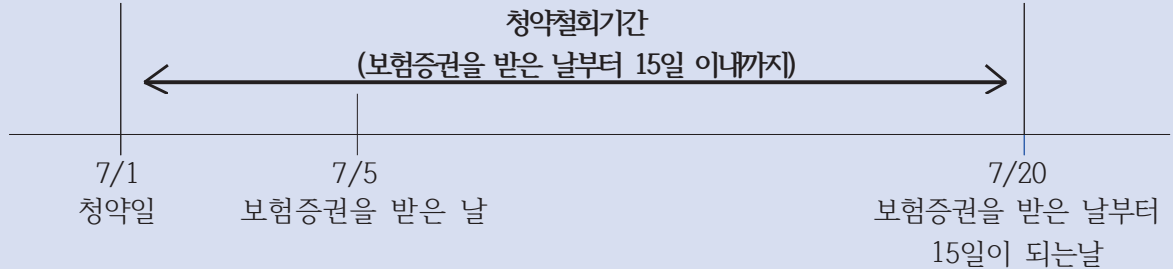 청약철회기간
(보험증권을 받은 날부터 15일 이내까지)
7/1
청약일
7/5
보험증권을 받은 날
7/20
보험증권을 받은 날부터
15일이 되는날